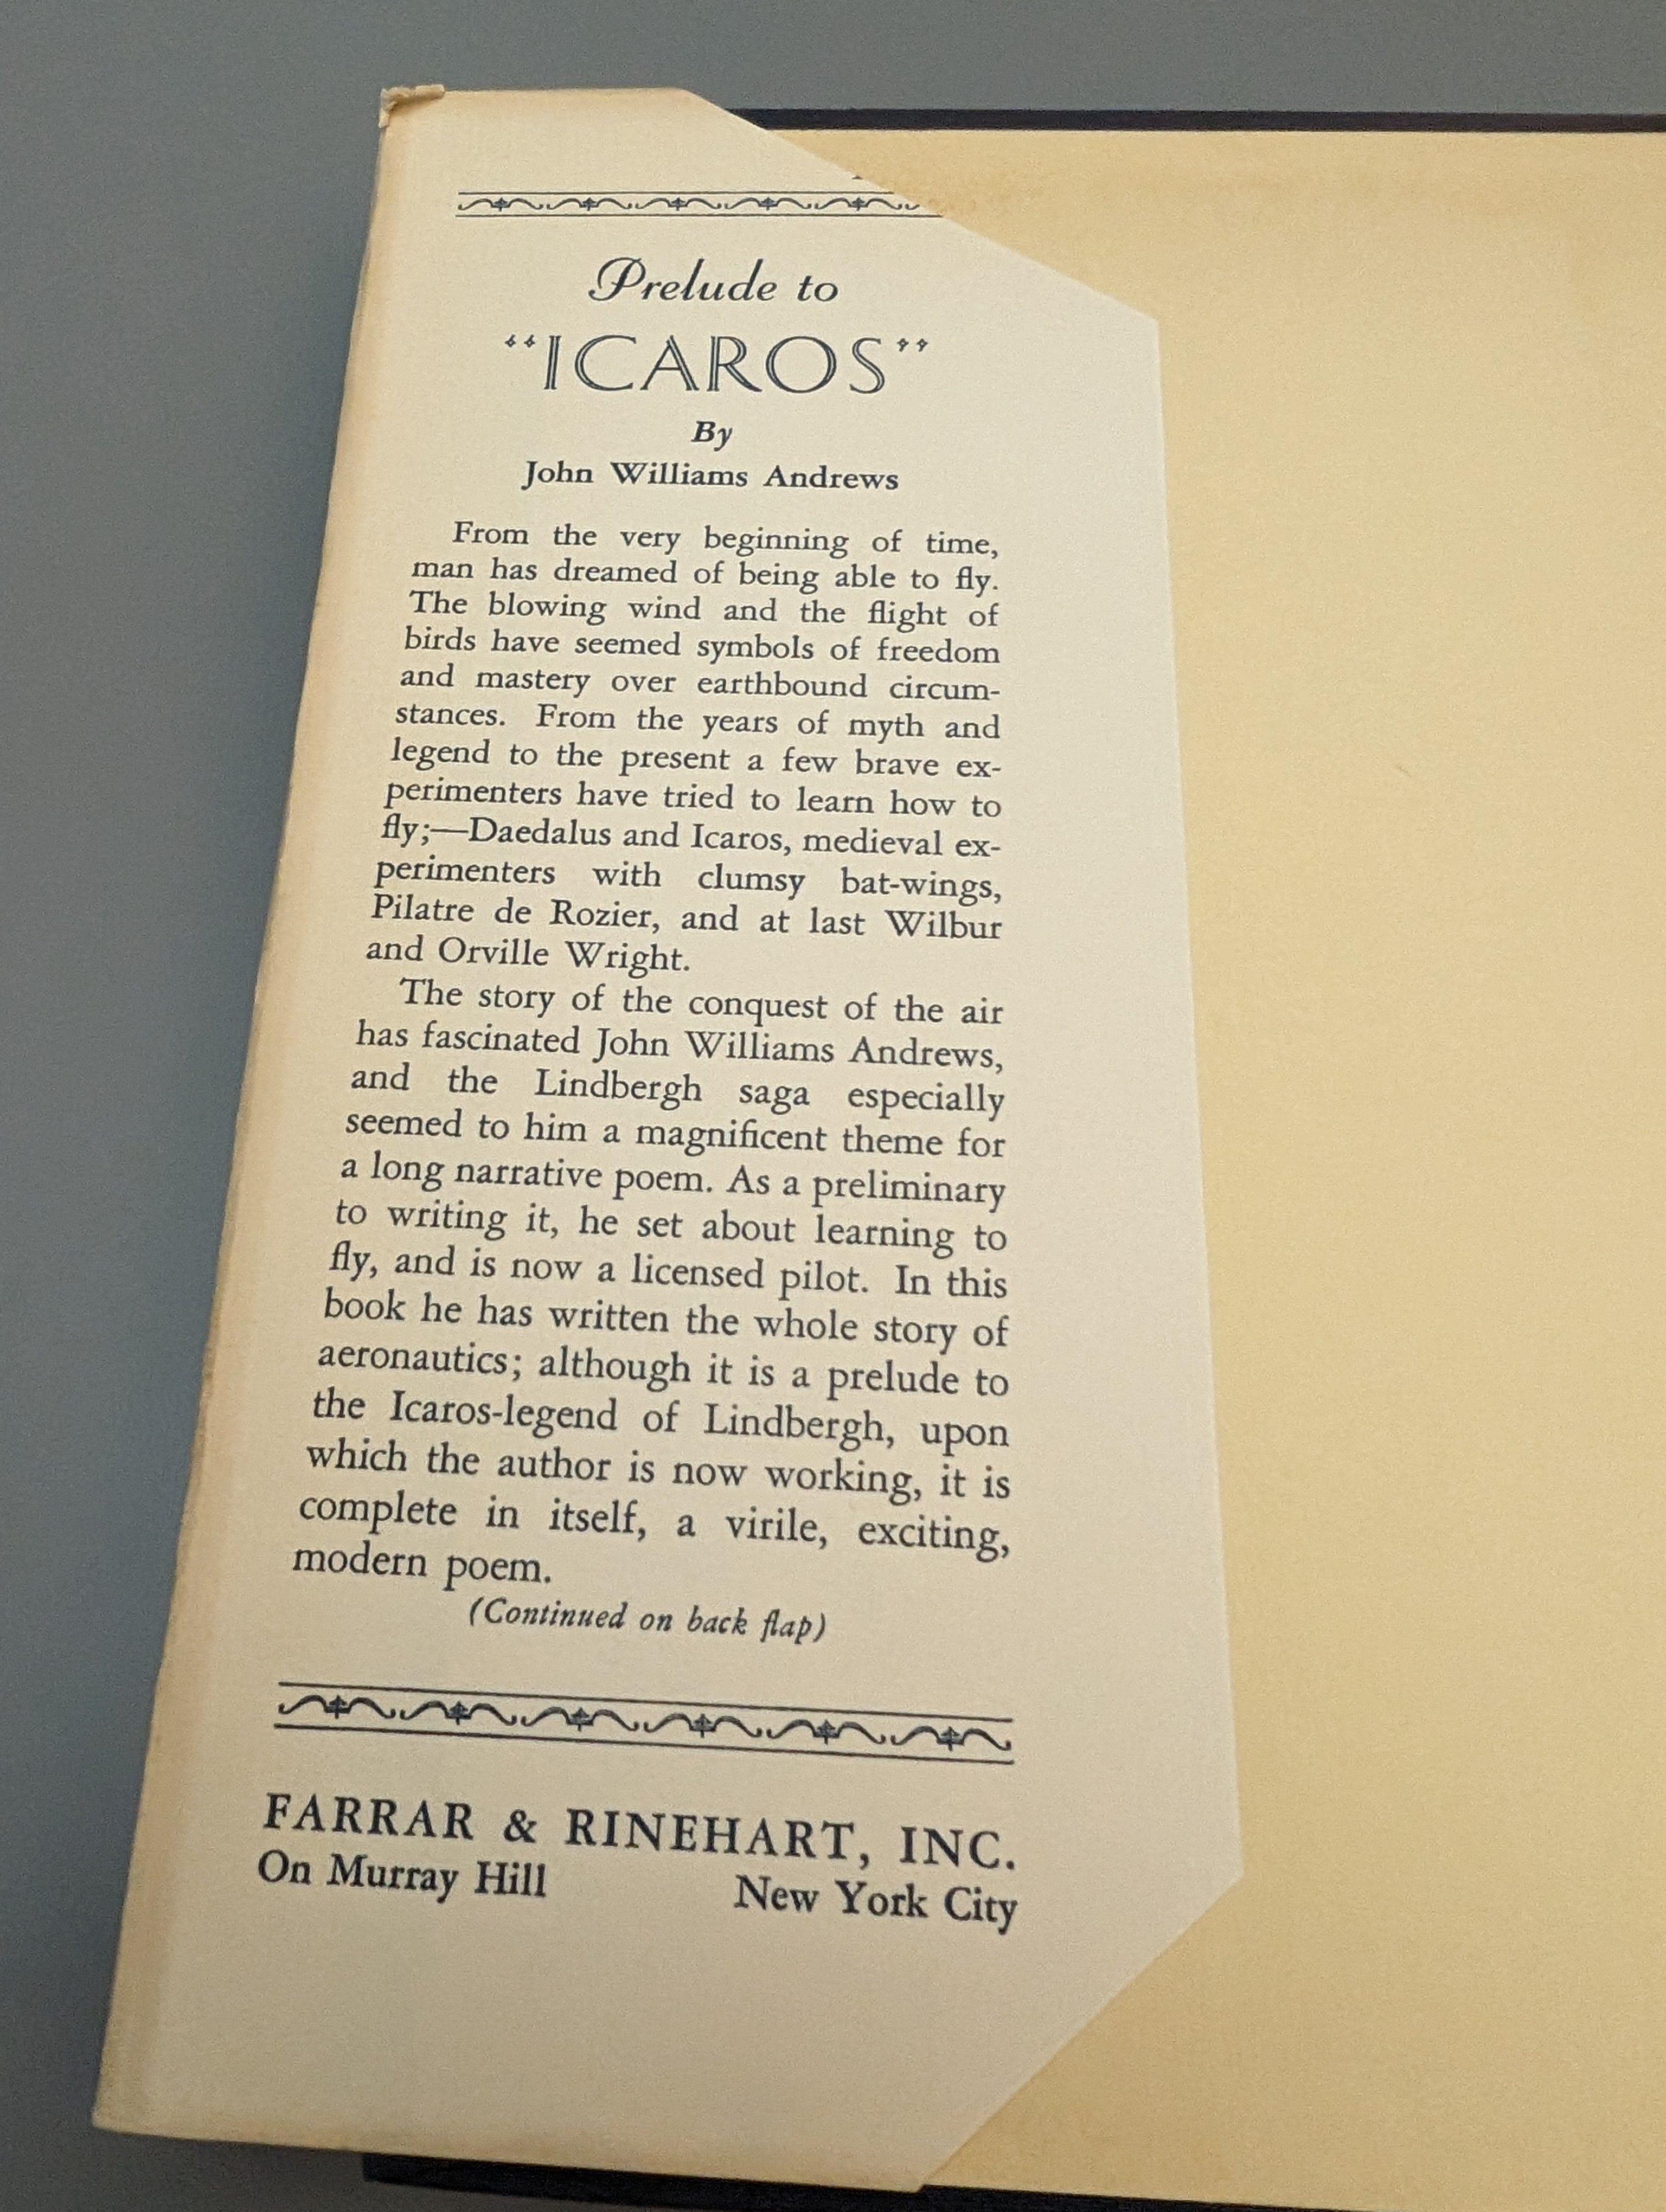 Prelude to
“ICAROS”
By
John Williams Andrews
From the very beginning of time,
man has dreamed of being able to fly.
The blowing wind and the flight of
birds have seemed symbols of freedom
and mastery over earthbound circum-
stances. From the years of myth and
legend to the present a few brave ex-
perimenters have tried to learn how to
fly;—Daedalus and Icaros, medieval ex-
perimenters with clumsy bat-wings,
Pilatre de Rozier, and at last Wilbur
and Orville Wright.
The story of the conquest of the air
has fascinated John Williams Andrews,
and the Lindbergh saga especially
seemed to him a magnificent theme for
a long narrative poem. As a preliminary
to writing it, he set about learning to
fly, and is now a licensed pilot. In this
book he has written the whole story of
aeronautics; although it is a prelude to
the Icaros-legend of Lindbergh, upon
which the author is now working, it is
complete in itself, a virile, exciting,
modern poem.
(Continued on back flap)
FARRAR & RINEHART, INC.
On Murray Hill New York City